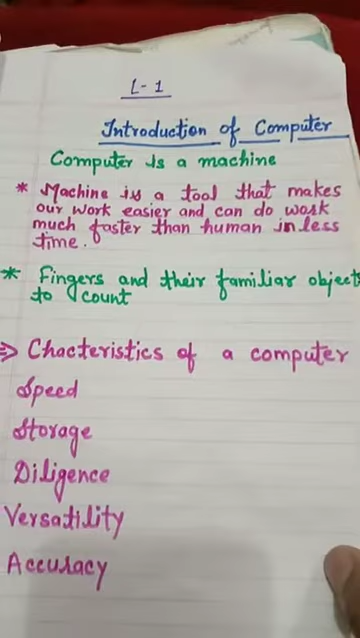 L-1
Introduction of Computer
Computer is a machine
* Machine is a tool that makes
our work easier and can do work
much faster than human in less
time.
* Fingers and their familiar objects
to count
⇒ Chacteristics of a computer
Speed
Storage
Diligence
Versatility
Accuracy